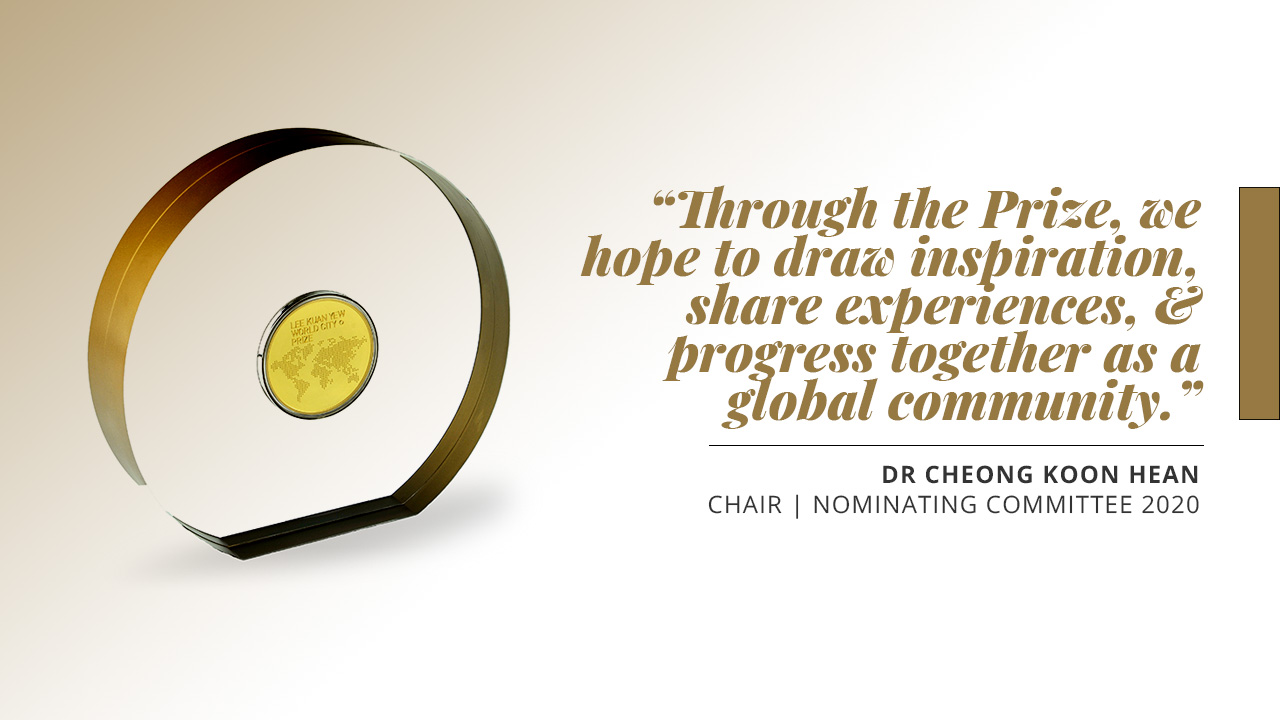 LEE KUAN YEW
WORLD CITY
PRIZE
“Through the Prize, we
hope to draw inspiration,
share experiences, &
progress together as a
global community.”
DR CHEONG KOON HEAN
CHAIR | NOMINATING COMMITTEE 2020